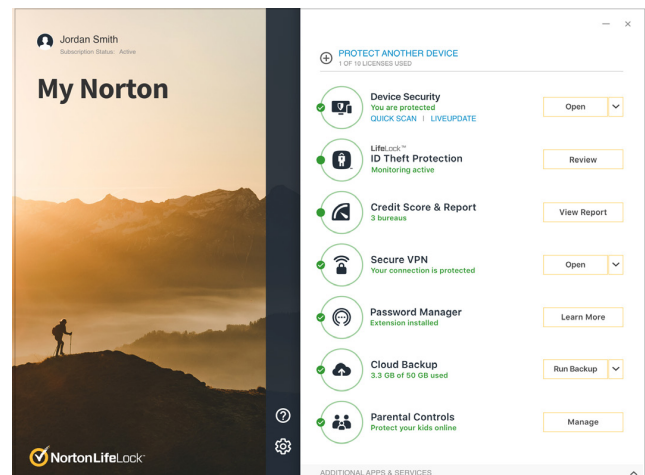 Jordan Smith
Subscription Status: Active
My Norton
NortonLifeLock
PROTECT ANOTHER DEVICE
1 OF 10 LICENSES USED
Device Security
You are protected
QUICK SCAN | LIVEUPDATE
Open
LifeLock™
ID Theft Protection
Monitoring active
Review
Credit Score & Report
3 bureaus
View Report
Secure VPN
Your connection is protected
Open
Password Manager
Extension installed
Learn More
Cloud Backup
3.3 GB of 50 GB used
Run Backup
Parental Controls
Protect your kids online
Manage
ADDITIONAL APPS & SERVICES